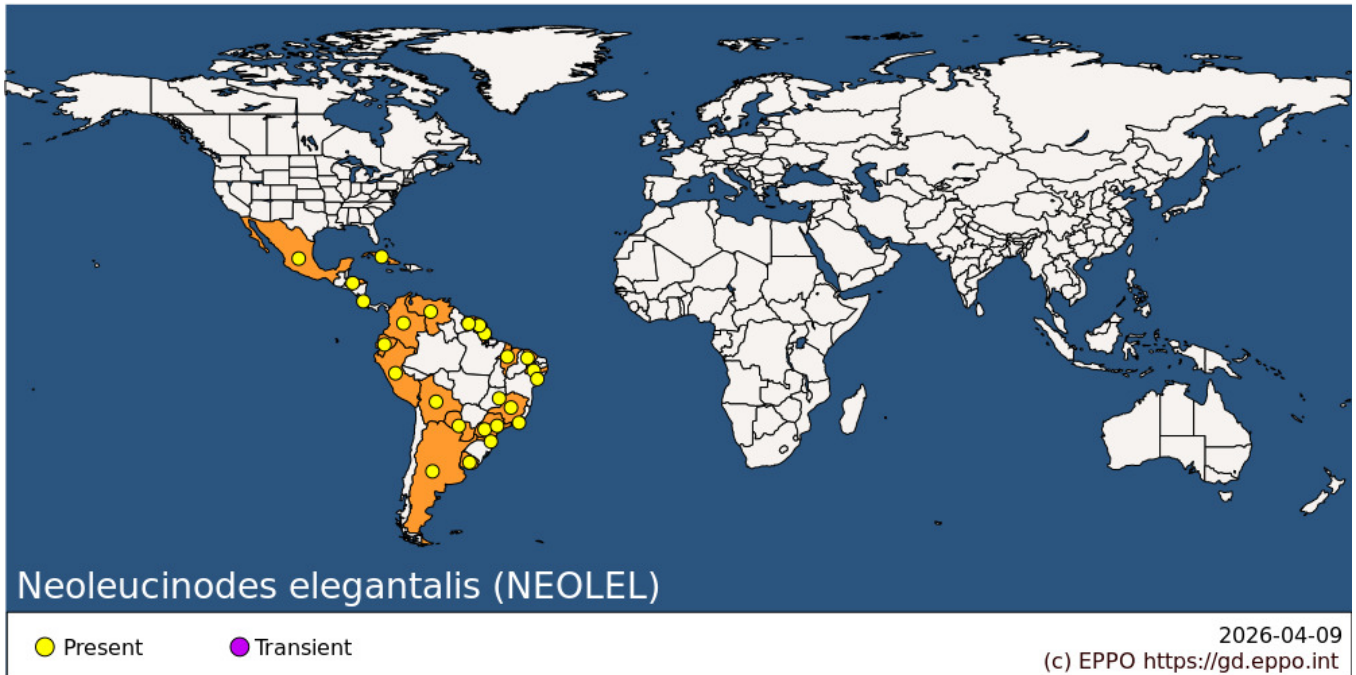 Neoleucinodes elegantalis (NEOLEL)
Present
Transient
2026-04-09
(c) EPPO https://gd.eppo.int